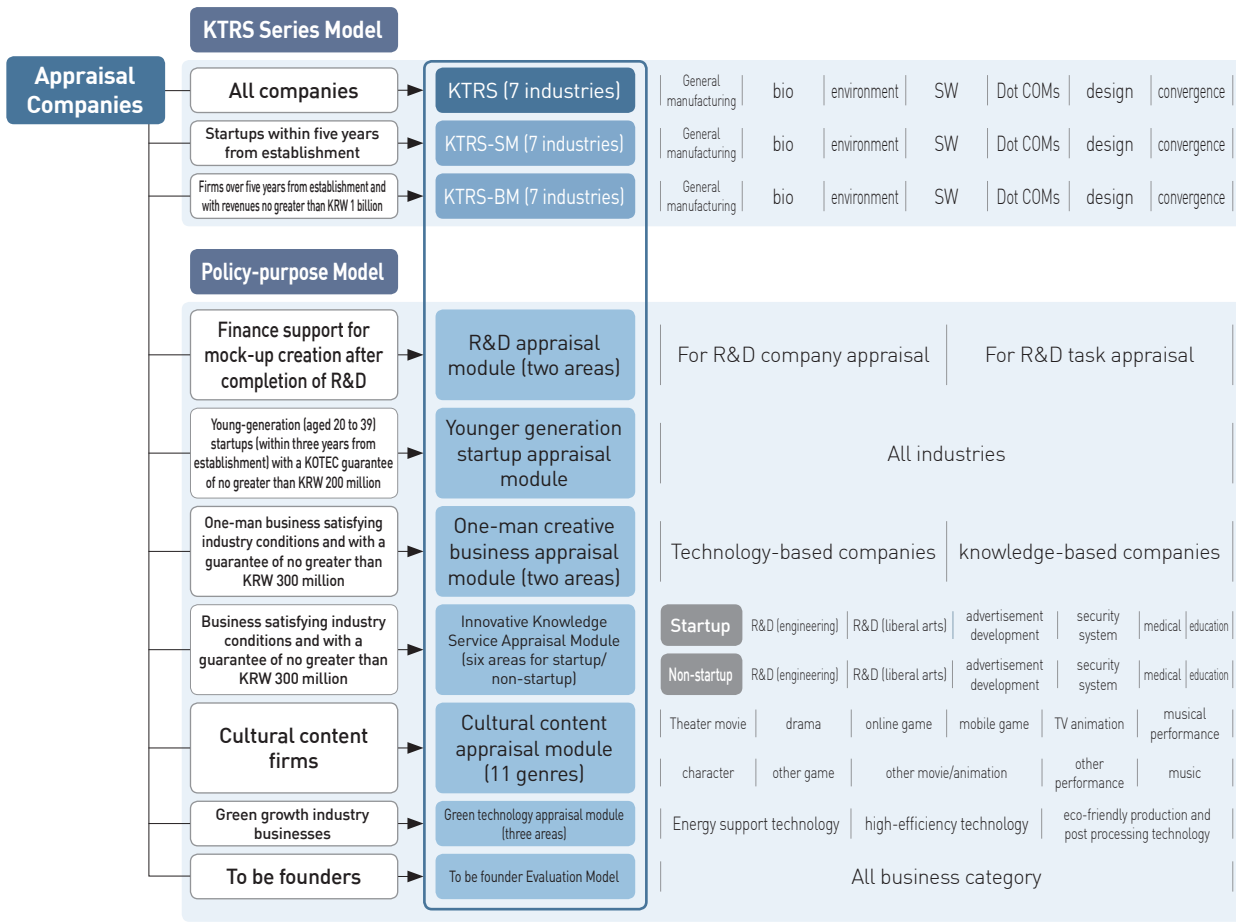 KTRS Series Model
Appraisal
Companies
All companies
KTRS (7 industries)
General
manufacturing
bio
environment
SW
Dot COMs
design
convergence
Startups within five years
from establishment
KTRS-SM (7 industries)
General
manufacturing
bio
environment
SW
Dot COMs
design
convergence
Firms over five years from establishment and
with revenues no greater than KRW 1 billion
KTRS-BM (7 industries)
General
manufacturing
bio
environment
SW
Dot COMs
design
convergence
Policy-purpose Model
Finance support for
mock-up creation after
completion of R&D
R&D appraisal
module (two areas)
For R&D company appraisal
For R&D task appraisal
Young-generation (aged 20 to 39)
startups (within three years from
establishment) with a KOTEC guarantee
of no greater than KRW 200 million
Younger generation
startup appraisal
module
All industries
One-man business satisfying
industry conditions and with a
guarantee of no greater than
KRW 300 million
One-man creative
business appraisal
module (two areas)
Technology-based companies
knowledge-based companies
Business satisfying industry
conditions and with a
guarantee of no greater than
KRW 300 million
Innovative Knowledge
Service Appraisal Module
(six areas for startup/
non-startup)
Startup
R&D (engineering)
R&D (liberal arts)
advertisement
development
security
system
medical
education
Non-startup
R&D (engineering)
R&D (liberal arts)
advertisement
development
security
system
medical
education
Cultural content
firms
Cultural content
appraisal module
(11 genres)
Theater movie
drama
online game
mobile game
TV animation
musical
performance
character
other game
other movie/animation
other
performance
music
Green growth industry
businesses
Green technology appraisal module
(three areas)
Energy support technology
high-efficiency technology
eco-friendly production and
post processing technology
To be founders
To be founder Evaluation Model
All business category